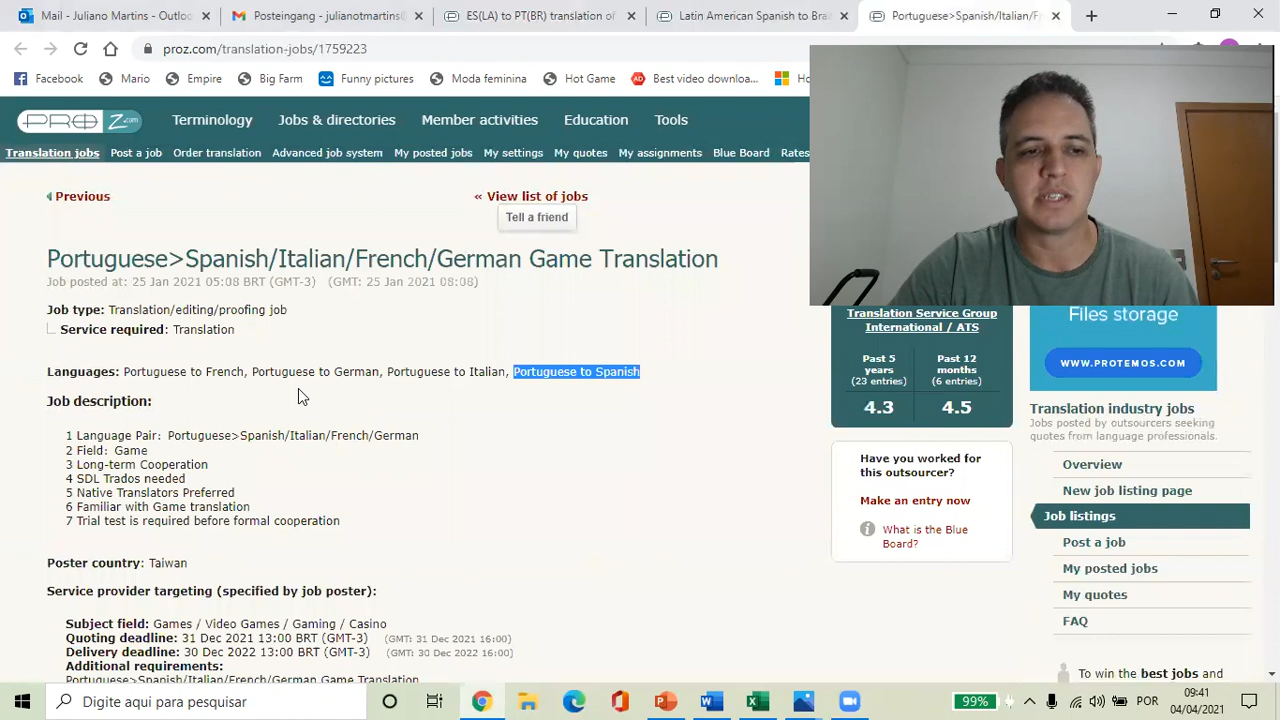 Mail - Juliano Martins - Outloo
Posteingang - julianotmartins@
ES(LA) to PT(BR) translation of
Latin American Spanish to Braz
Portuguese>Spanish/Italian/F
proz.com/translation-jobs/1759223
Facebook
Mario
Empire
Big Farm
Funny pictures
Moda feminina
Hot Game
Best video downloa...
Ho
PROZ.com
Terminology
Jobs & directories
Member activities
Education
Tools
Translation jobs
Post a job
Order translation
Advanced job system
My posted jobs
My settings
My quotes
My assignments
Blue Board
Rates
Previous
« View list of jobs
Tell a friend
Portuguese>Spanish/Italian/French/German Game Translation
Job posted at: 25 Jan 2021 05:08 BRT (GMT-3) (GMT: 25 Jan 2021 08:08)
Job type: Translation/editing/proofing job
Service required: Translation
Languages: Portuguese to French, Portuguese to German, Portuguese to Italian, Portuguese to Spanish
Job description:
1 Language Pair: Portuguese>Spanish/Italian/French/German
2 Field: Game
3 Long-term Cooperation
4 SDL Trados needed
5 Native Translators Preferred
6 Familiar with Game translation
7 Trial test is required before formal cooperation
Poster country: Taiwan
Service provider targeting (specified by job poster):
Subject field: Games / Video Games / Gaming / Casino
Quoting deadline: 31 Dec 2021 13:00 BRT (GMT-3) (GMT: 31 Dec 2021 16:00)
Delivery deadline: 30 Dec 2022 13:00 BRT (GMT-3) (GMT: 30 Dec 2022 16:00)
Additional requirements:
Portuguese>Spanish/Italian/French/German Game Translation
Translation Service Group
International / ATS
Past 5
years
(23 entries)
4.3
Past 12
months
(6 entries)
4.5
Have you worked for
this outsourcer?
Make an entry now
What is the Blue
Board?
Files storage
WWW.PROTEMOS.COM
Translation industry jobs
Jobs posted by outsourcers seeking
quotes from language professionals.
Overview
New job listing page
Job listings
Post a job
My posted jobs
My quotes
FAQ
To win the best jobs and
Digite aqui para pesquisar
99%
POR
09:41
04/04/2021